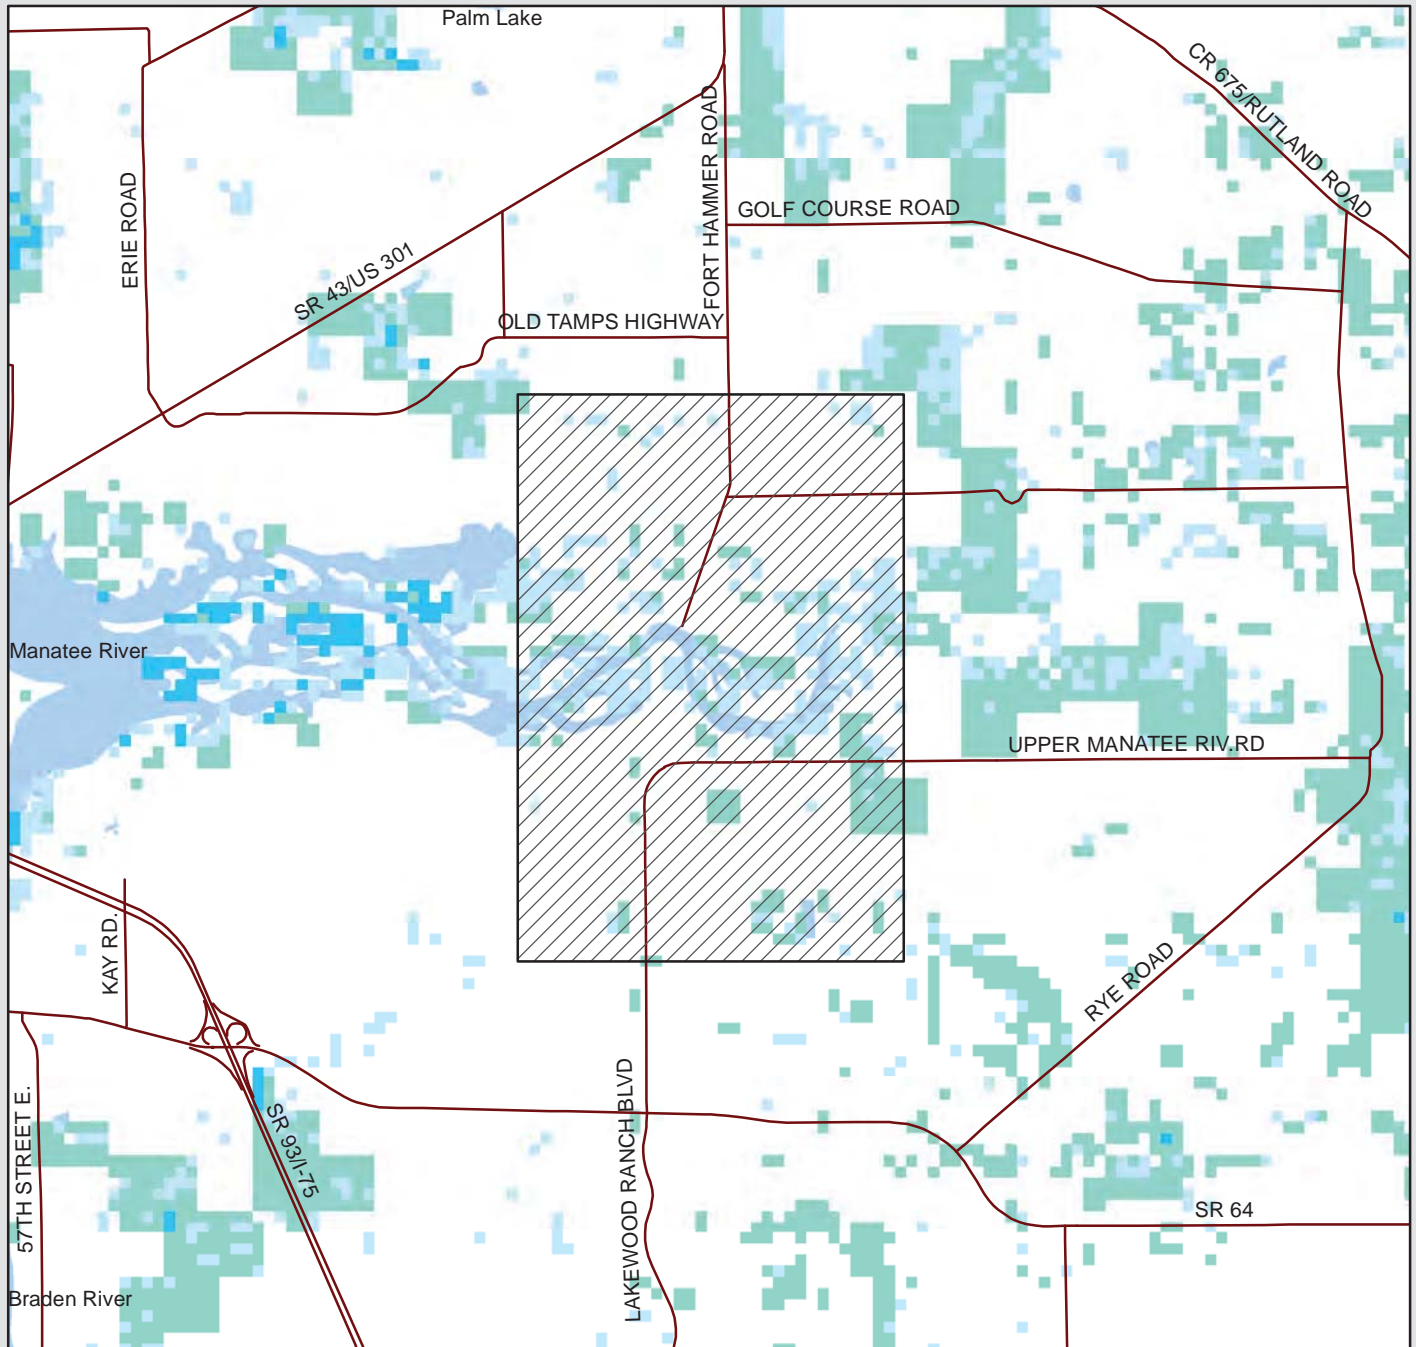 Palm Lake
CR 675/RUTLAND ROAD
FORT HAMMER ROAD
ERIE ROAD
GOLF COURSE ROAD
SR 43/US 301
OLD TAMPS HIGHWAY
Manatee River
UPPER MANATEE RIV.RD
KAY RD.
RYE ROAD
LAKEWOOD RANCH BLVD
57TH STREET E.
SR 93/I-75
SR 64
Braden River